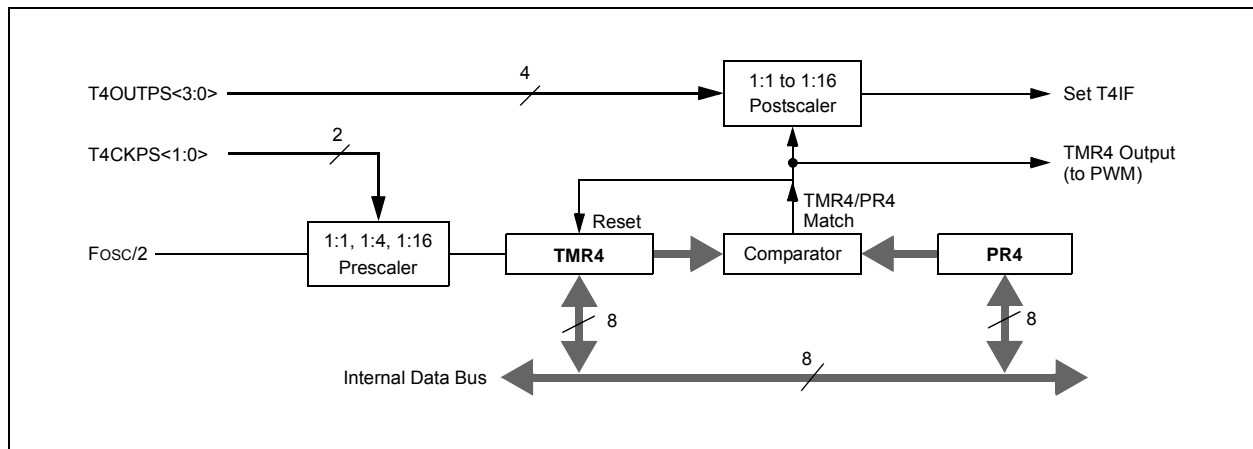 T4OUTPS<3:0>
4
1:1 to 1:16
Postscaler
Set T4IF
T4CKPS<1:0>
2
TMR4 Output
(to PWM)
TMR4/PR4
Match
Reset
FOSC/2
1:1, 1:4, 1:16
Prescaler
TMR4
Comparator
PR4
8
8
8
Internal Data Bus